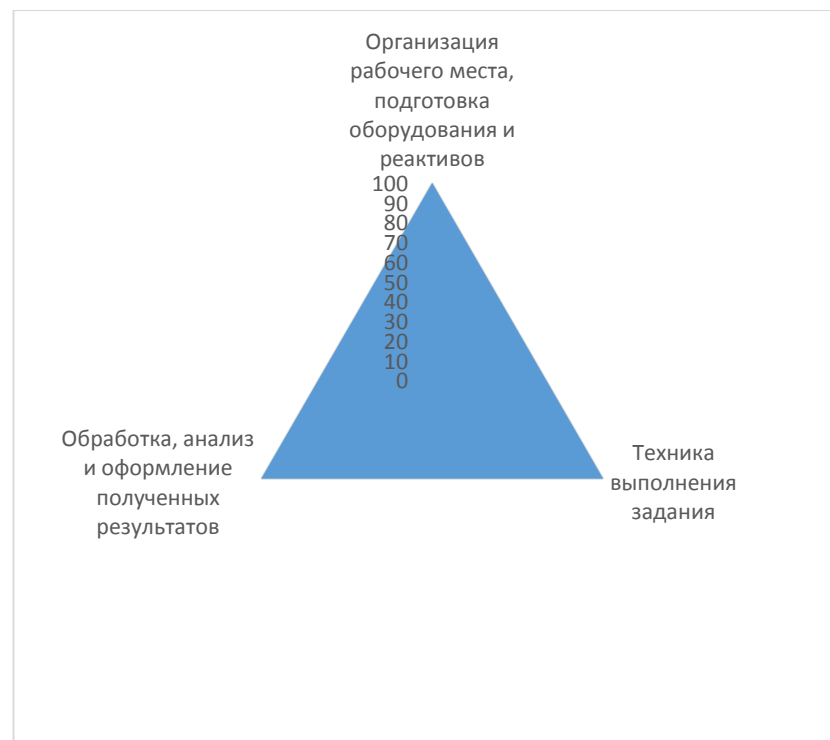 Организация
рабочего места,
подготовка
оборудования и
реактивов
100
90
80
70
60
50
40
30
20
10
0
Обработка, анализ
и оформление
полученных
результатов
Техника
выполнения
задания